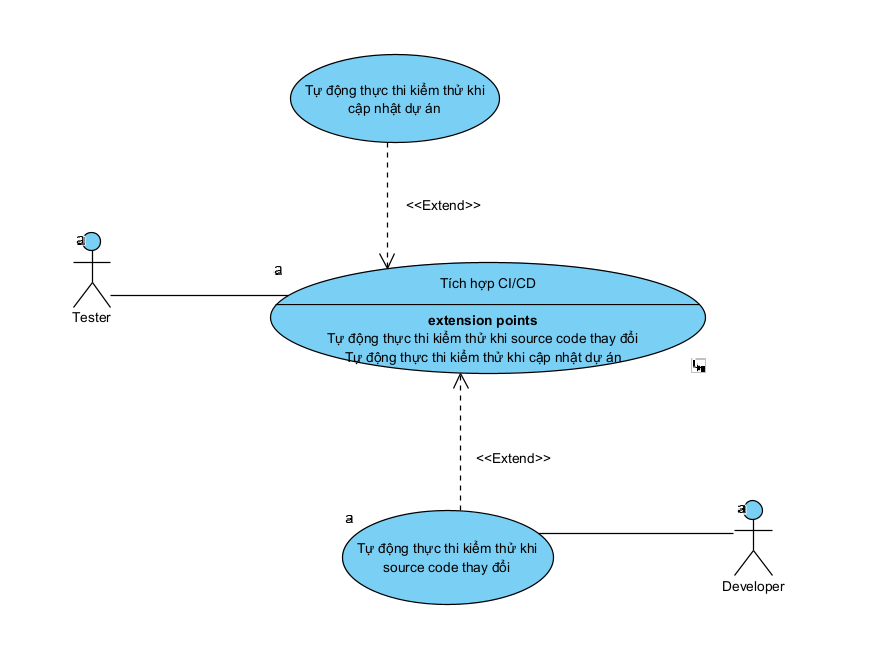 Tự động thực thi kiểm thử khi
cập nhật dự án
<<Extend>>
a
a
Tester
Tích hợp CI/CD
extension points
Tự động thực thi kiểm thử khi source code thay đổi
Tự động thực thi kiểm thử khi cập nhật dự án
<<Extend>>
a
a
Tự động thực thi kiểm thử khi
source code thay đổi
Developer